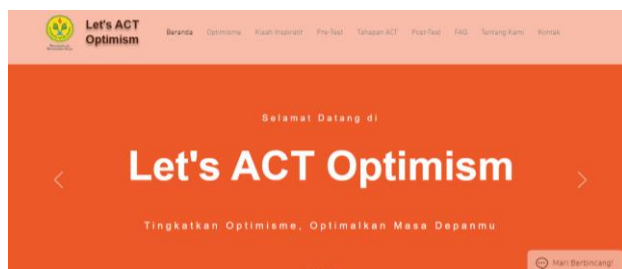 Let's ACT
Optimism
Beranda Optimisme Kisah Inspiratif Pre-Test Tahapan ACT Post-Test FAQ Tentang Kami Kontak
Selamat Datang di
Let's ACT Optimism
Tingkatkan Optimisme, Optimalkan Masa Depanmu
Mari Berbincang!